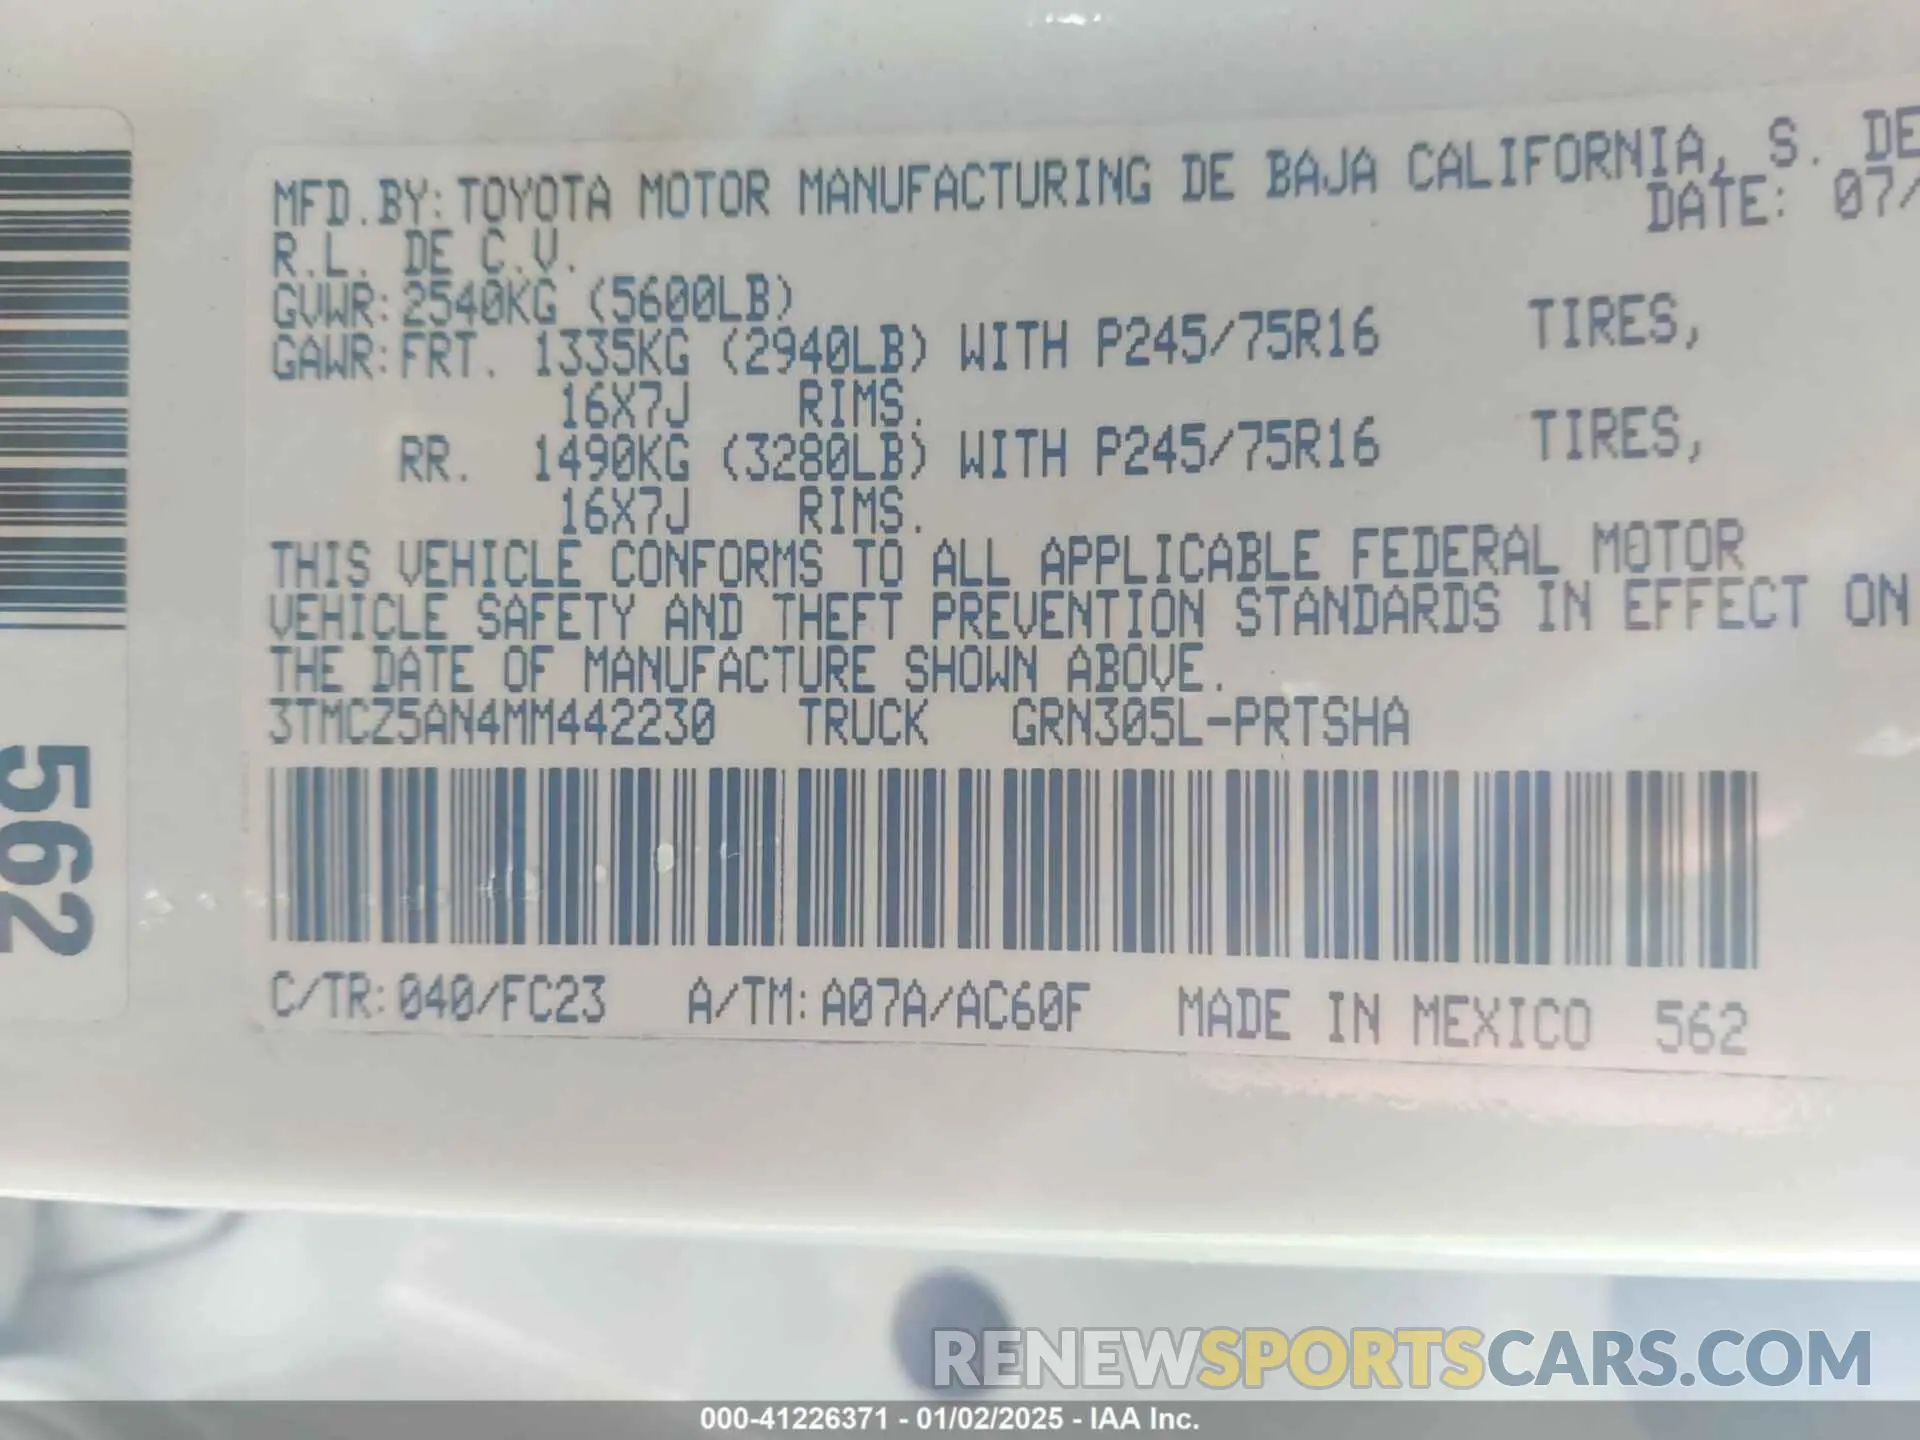 MFD.BY:TOYOTA MOTOR MANUFACTURING DE BAJA CALIFORNIA, S. DE
R.L. DE C.V. DATE: 07/
GVWR:2540KG (5600LB)
GAWR:FRT. 1335KG (2940LB) WITH P245/75R16 TIRES,
16X7J RIMS.
RR. 1490KG (3280LB) WITH P245/75R16 TIRES,
16X7J RIMS.
THIS VEHICLE CONFORMS TO ALL APPLICABLE FEDERAL MOTOR
VEHICLE SAFETY AND THEFT PREVENTION STANDARDS IN EFFECT ON
THE DATE OF MANUFACTURE SHOWN ABOVE.
3TMCZ5AN4MM442230 TRUCK GRN305L-PRTSHA
C/TR:040/FC23 A/TM:A07A/AC60F MADE IN MEXICO 562
562
RENEWSPORTSCARS.COM
000-41226371 - 01/02/2025 - IAA Inc.